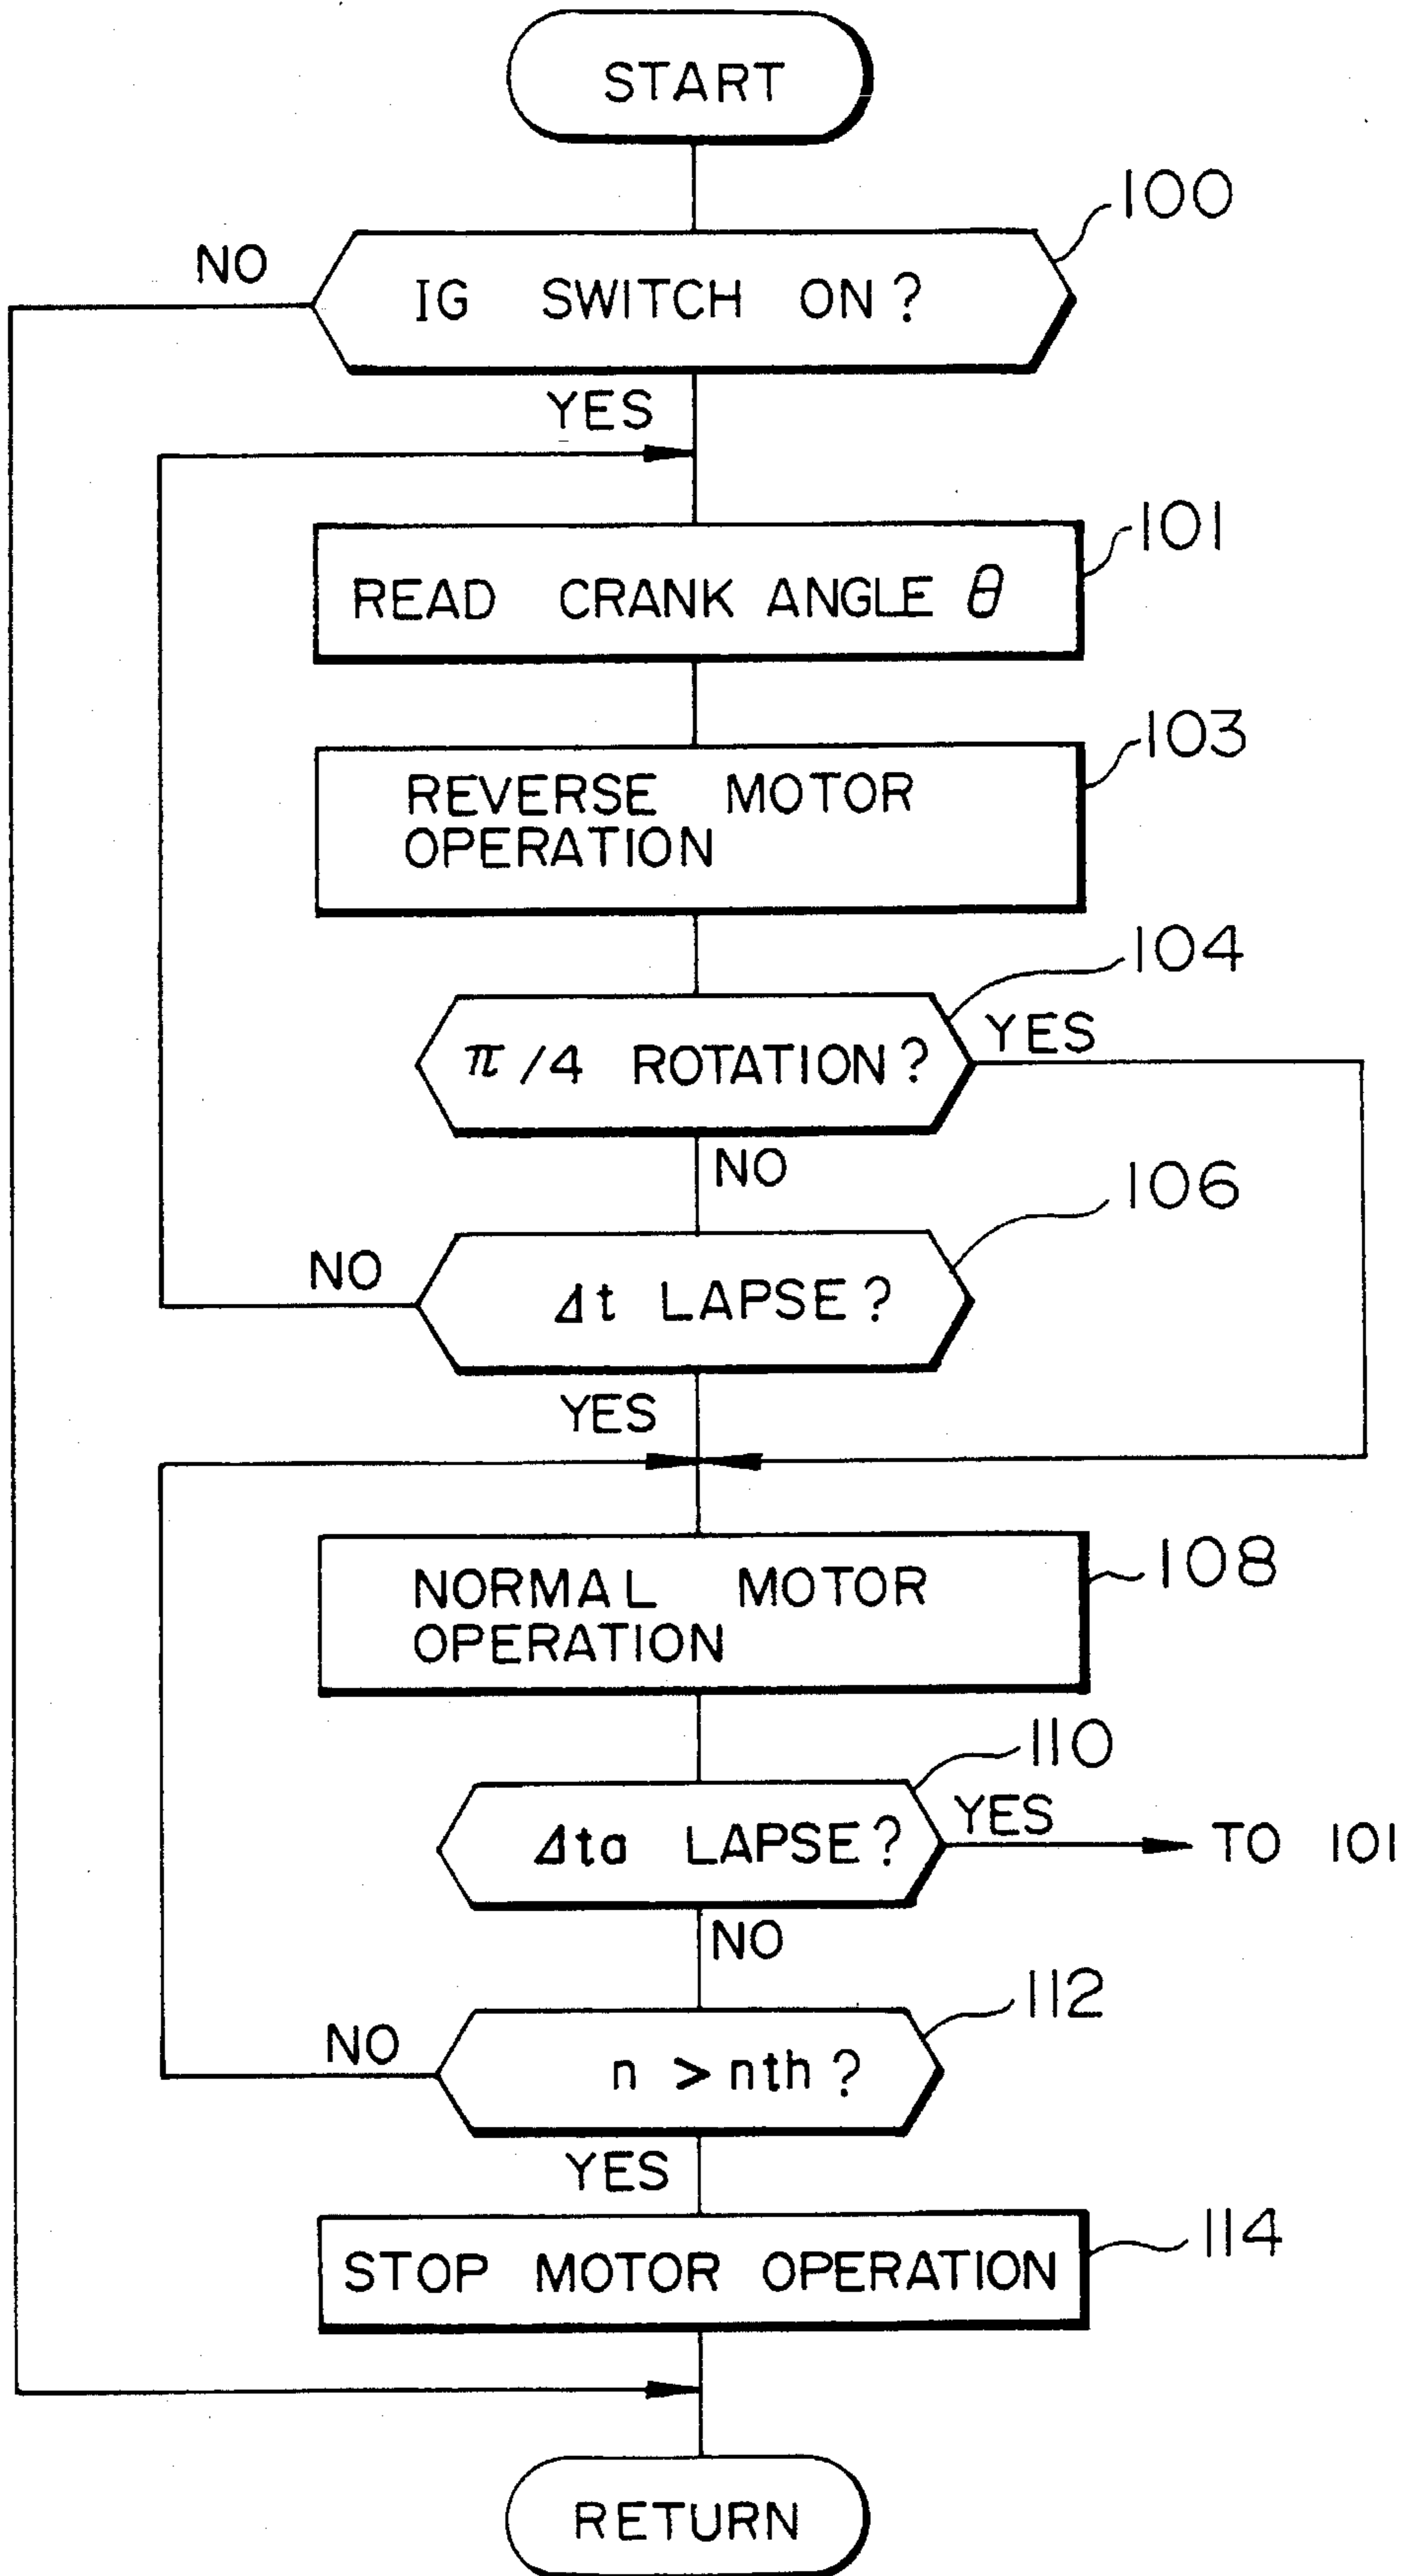 START
100
NO
IG SWITCH ON?
YES
101
READ CRANK ANGLE θ
103
REVERSE MOTOR
OPERATION
104
π/4 ROTATION?
YES
NO
106
NO
Δt LAPSE?
YES
108
NORMAL MOTOR
OPERATION
110
Δta LAPSE?
YES
TO 101
NO
112
NO
n > nth?
YES
114
STOP MOTOR OPERATION
RETURN